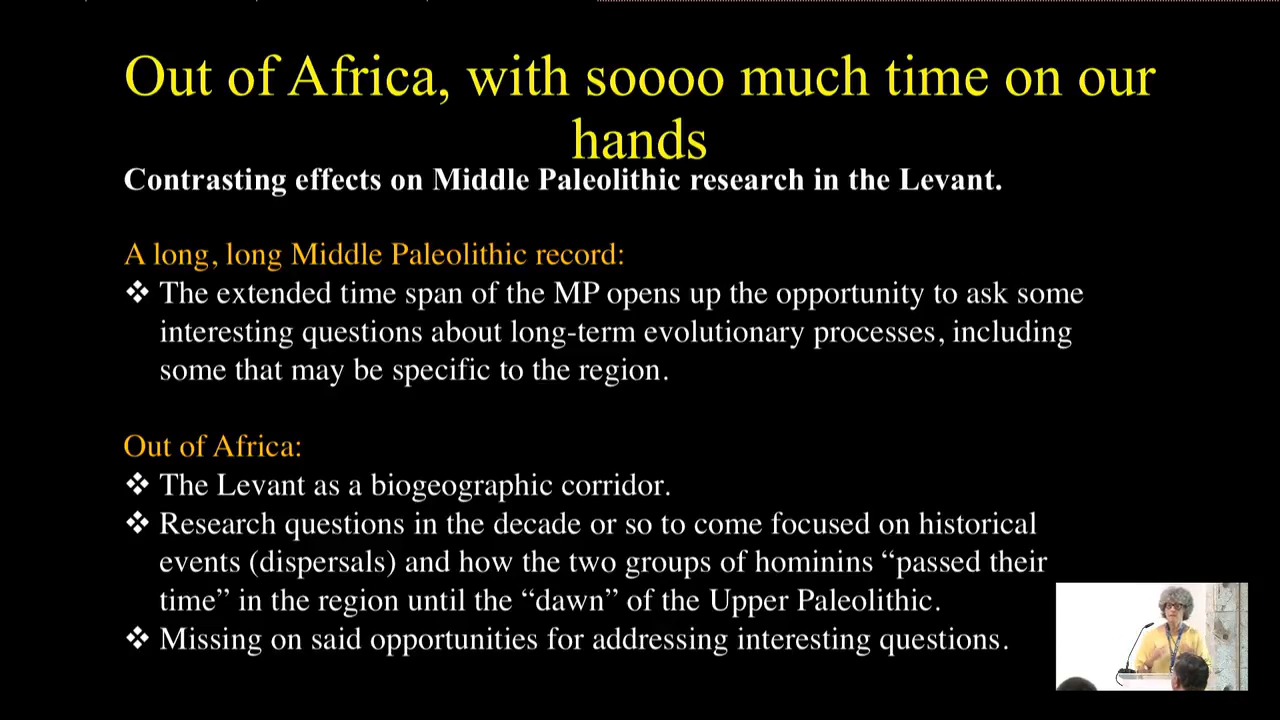 Out of Africa, with soooo much time on our
hands
Contrasting effects on Middle Paleolithic research in the Levant.
A long, long Middle Paleolithic record:
❖ The extended time span of the MP opens up the opportunity to ask some
interesting questions about long-term evolutionary processes, including
some that may be specific to the region.
Out of Africa:
❖ The Levant as a biogeographic corridor.
❖ Research questions in the decade or so to come focused on historical
events (dispersals) and how the two groups of hominins “passed their
time” in the region until the “dawn” of the Upper Paleolithic.
❖ Missing on said opportunities for addressing interesting questions.